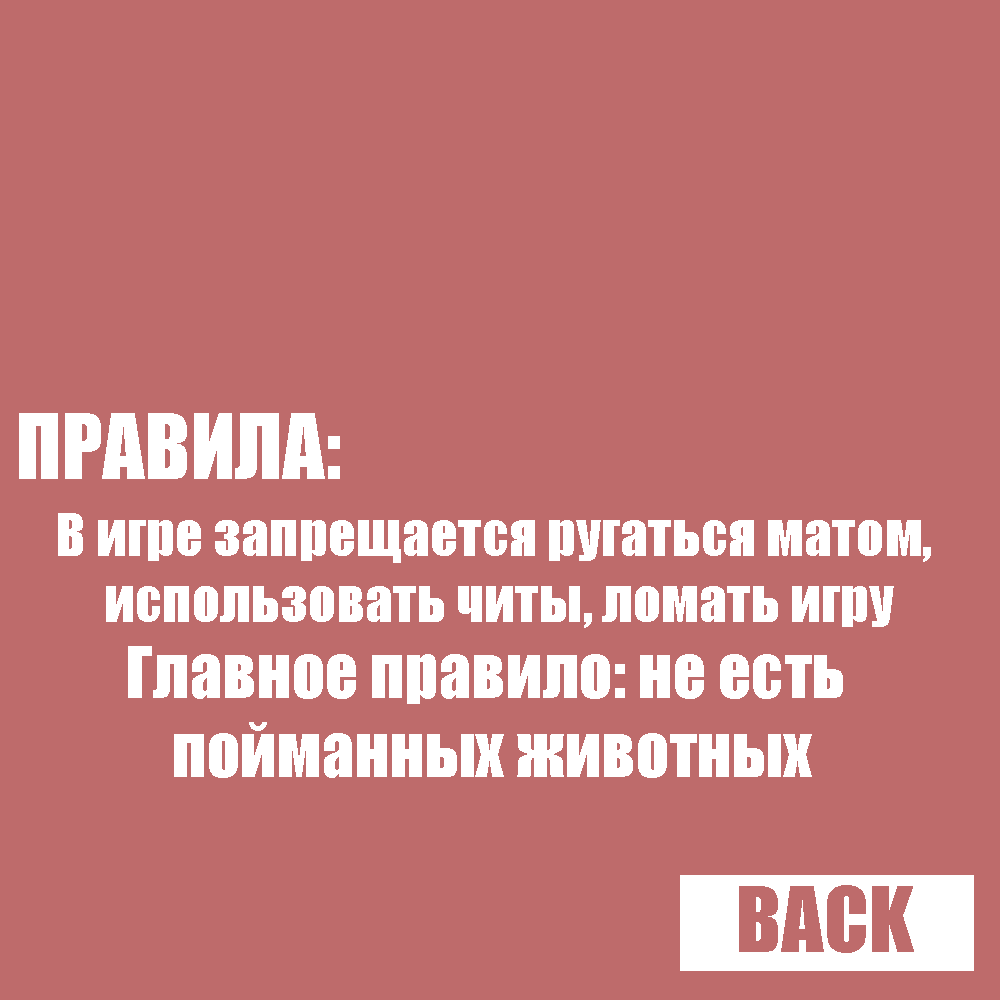 ПРАВИЛА:
В игре запрещается ругаться матом,
использовать читы, ломать игру
Главное правило: не есть
пойманных животных
BACK